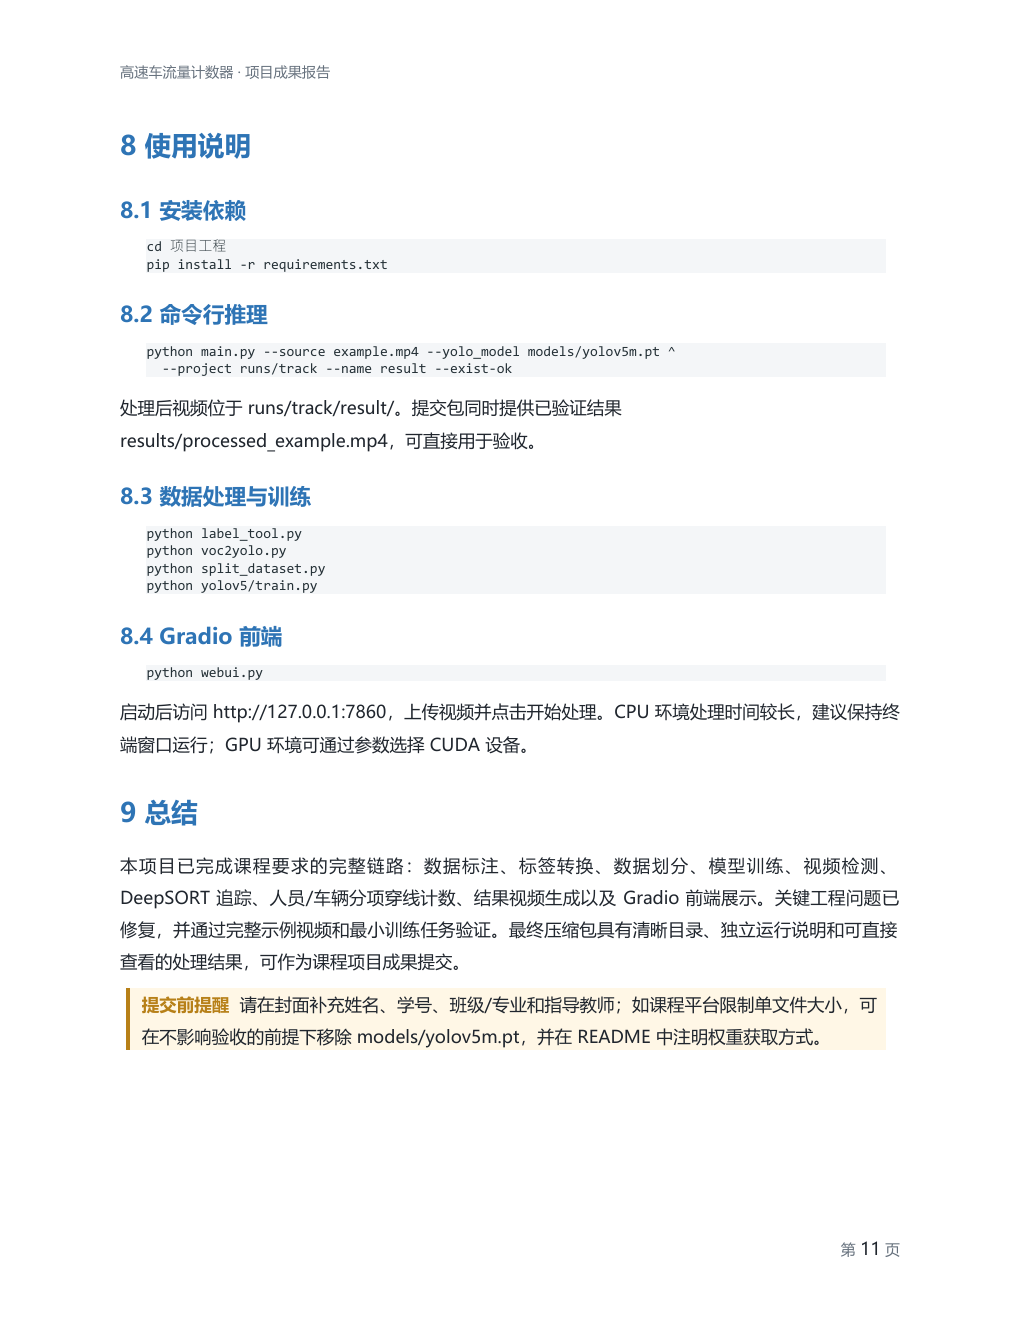 高速车流量计数器 · 项目成果报告
8 使用说明
8.1 安装依赖
cd 项目工程
pip install -r requirements.txt
8.2 命令行推理
python main.py --source example.mp4 --yolo_model models/yolov5m.pt ^
--project runs/track --name result --exist-ok
处理后视频位于 runs/track/result/。提交包同时提供已验证结果
results/processed_example.mp4，可直接用于验收。
8.3 数据处理与训练
python label_tool.py
python voc2yolo.py
python split_dataset.py
python yolov5/train.py
8.4 Gradio 前端
python webui.py
启动后访问 http://127.0.0.1:7860，上传视频并点击开始处理。CPU 环境处理时间较长，建议保持终
端窗口运行；GPU 环境可通过参数选择 CUDA 设备。
9 总结
本项目已完成课程要求的完整链路：数据标注、标签转换、数据划分、模型训练、视频检测、
DeepSORT 追踪、人员/车辆分项穿线计数、结果视频生成以及 Gradio 前端展示。关键工程问题已
修复，并通过完整示例视频和最小训练任务验证。最终压缩包具有清晰目录、独立运行说明和可直接
查看的处理结果，可作为课程项目成果提交。
提交前提醒 请在封面补充姓名、学号、班级/专业和指导教师；如课程平台限制单文件大小，可
在不影响验收的前提下移除 models/yolov5m.pt，并在 README 中注明权重获取方式。
第 11 页